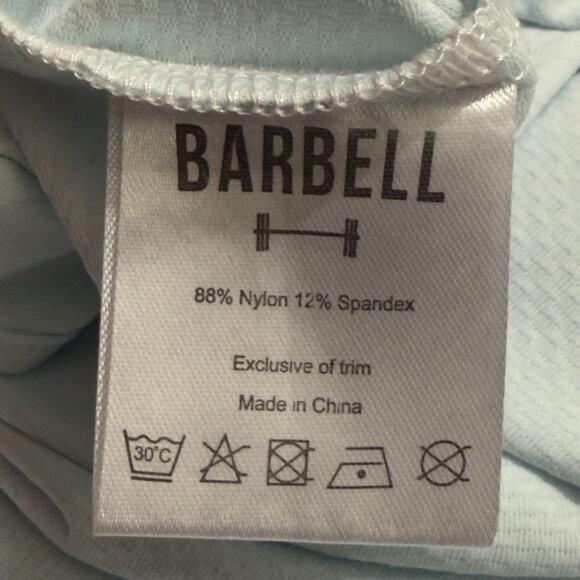 BARBELL
88% Nylon 12% Spandex
Exclusive of trim
Made in China
30°C